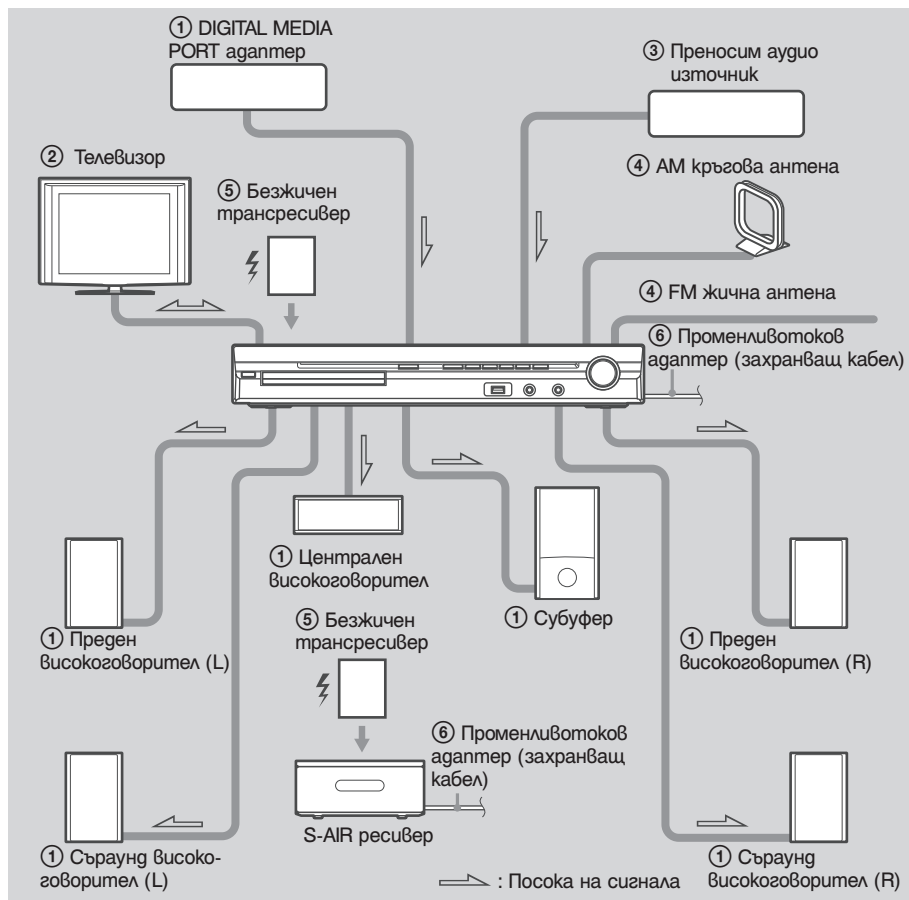 ① DIGITAL MEDIA
PORT адаптер
③ Преносим аудио
източник
② Телевизор
④ AM кръгова антена
⑤ Безжичен
трансресивер
④ FM жична антена
⑥ Променливотоков
адаптер (захранващ кабел)
① Централен
високоговорител
① Субуфер
① Преден
високоговорител (L)
① Преден
високоговорител (R)
⑤ Безжичен
трансресивер
⑥ Променливотоков
адаптер (захранващ
кабел)
S-AIR ресивер
① Съраунд високо-
говорител (L)
① Съраунд
високоговорител (R)
: Посока на сигнала